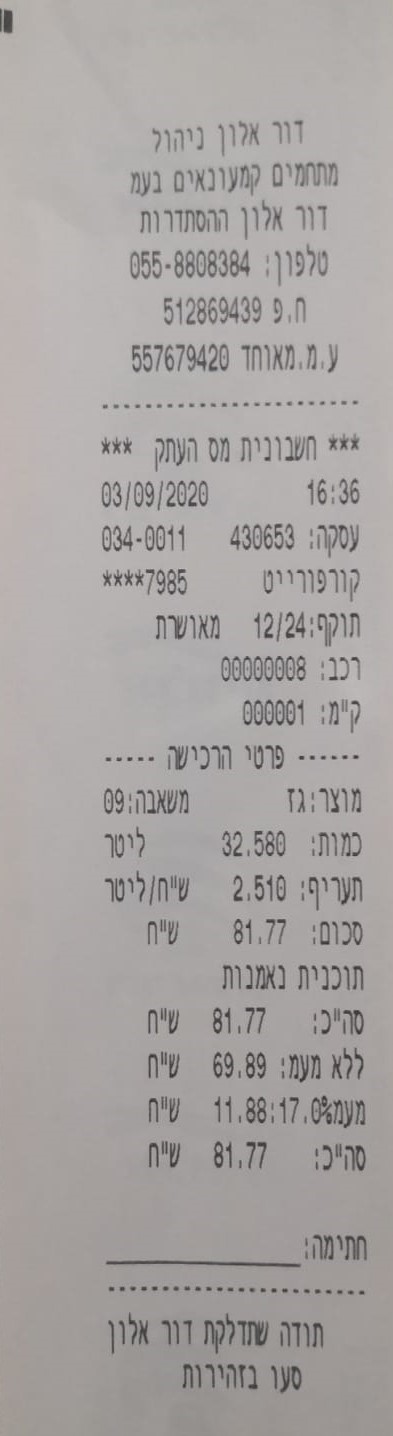 דור אלון ניהול
מתחמים קמעונאים בעמ
דור אלון ההסתדרות
טלפון: 055-8808384
ח.פ 512869439
ע.מ.מאוחד 557679420
------------------------
*** חשבונית מס העתק ***
16:36 03/09/2020
עסקה: 430653 034-0011
קורפורייט ****7985
תוקף:12/24 מאושרת
רכב: 00000008
ק"מ: 000001
------ פרטי הרכישה -----
מוצר:גז משאבה:09
כמות: 32.580 ליטר
תעריף: 2.510 ש"ח/ליטר
סכום: 81.77 ש"ח
תוכנית נאמנות
סה"כ: 81.77 ש"ח
ללא מעמ: 69.89 ש"ח
מעמ%17.0:11.88 ש"ח
סה"כ: 81.77 ש"ח
חתימה:__________________
------------------------
תודה שתדלקת דור אלון
סעו בזהירות